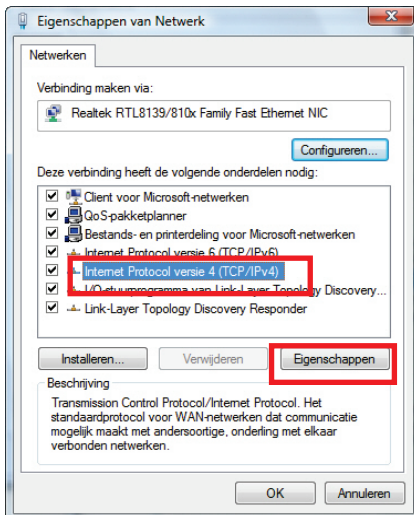 Eigenschappen van Netwerk
Netwerken
Verbinding maken via:
Realtek RTL8139/810x Family Fast Ethernet NIC
Configureren...
Deze verbinding heeft de volgende onderdelen nodig:
Client voor Microsoft-netwerken
QoS-pakketplanner
Bestands- en printerdeling voor Microsoft-netwerken
Internet Protocol versie 6 (TCP/IPv6)
Internet Protocol versie 4 (TCP/IPv4)
I/O-stuurprogramma van Link-Layer Topology Discovery...
Link-Layer Topology Discovery Responder
Installeren... Verwijderen Eigenschappen
Beschrijving
Transmission Control Protocol/Internet Protocol. Het
standaardprotocol voor WAN-netwerken dat communicatie
mogelijk maakt met andersoortige, onderling met elkaar
verbonden netwerken.
OK Annuleren